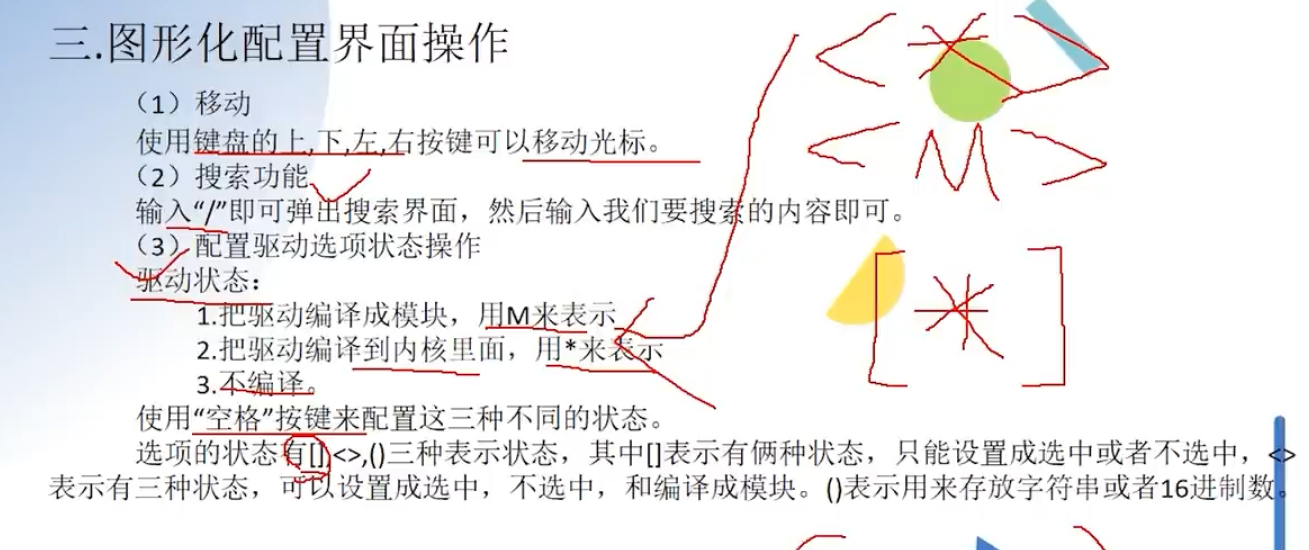 三.图形化配置界面操作
（1）移动
使用键盘的上,下,左,右按键可以移动光标。
（2）搜索功能
输入“/”即可弹出搜索界面，然后输入我们要搜索的内容即可。
（3）配置驱动选项状态操作
驱动状态：
1.把驱动编译成模块，用M来表示
2.把驱动编译到内核里面，用*来表示
3.不编译。
使用“空格”按键来配置这三种不同的状态。
选项的状态有[],<>,()三种表示状态，其中[]表示有俩种状态，只能设置成选中或者不选中，<>
表示有三种状态，可以设置成选中，不选中，和编译成模块。()表示用来存放字符串或者16进制数。
<*>
<M>
[*]